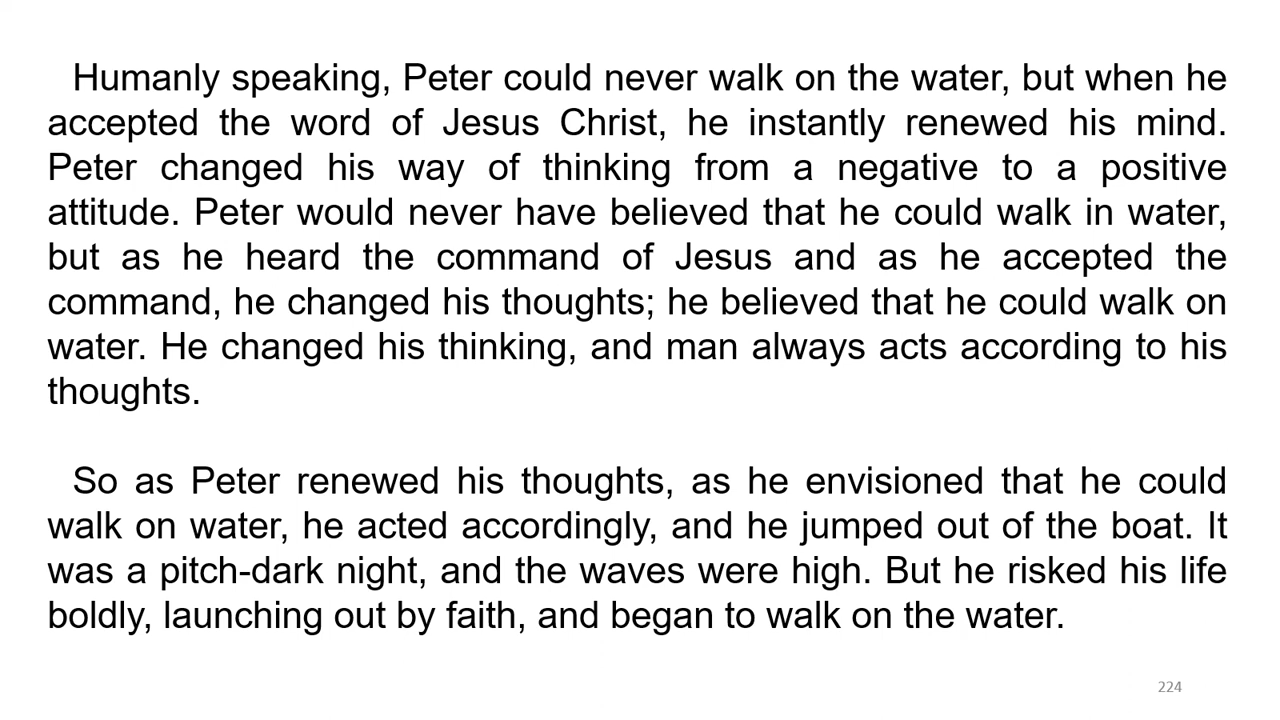 Humanly speaking, Peter could never walk on the water, but when he
accepted the word of Jesus Christ, he instantly renewed his mind.
Peter changed his way of thinking from a negative to a positive
attitude. Peter would never have believed that he could walk in water,
but as he heard the command of Jesus and as he accepted the
command, he changed his thoughts; he believed that he could walk on
water. He changed his thinking, and man always acts according to his
thoughts.
So as Peter renewed his thoughts, as he envisioned that he could
walk on water, he acted accordingly, and he jumped out of the boat. It
was a pitch-dark night, and the waves were high. But he risked his life
boldly, launching out by faith, and began to walk on the water.
224